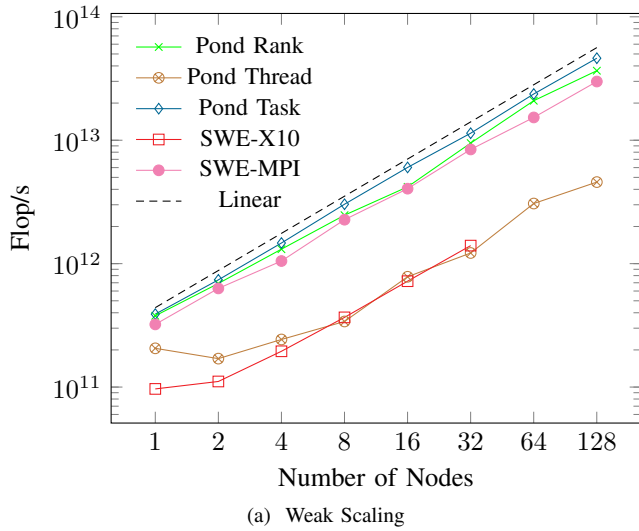 10^14
Pond Rank
Pond Thread
Pond Task
SWE-X10
SWE-MPI
Linear
10^13
10^12
10^11
Flop/s
1 2 4 8 16 32 64 128
Number of Nodes
(a) Weak Scaling